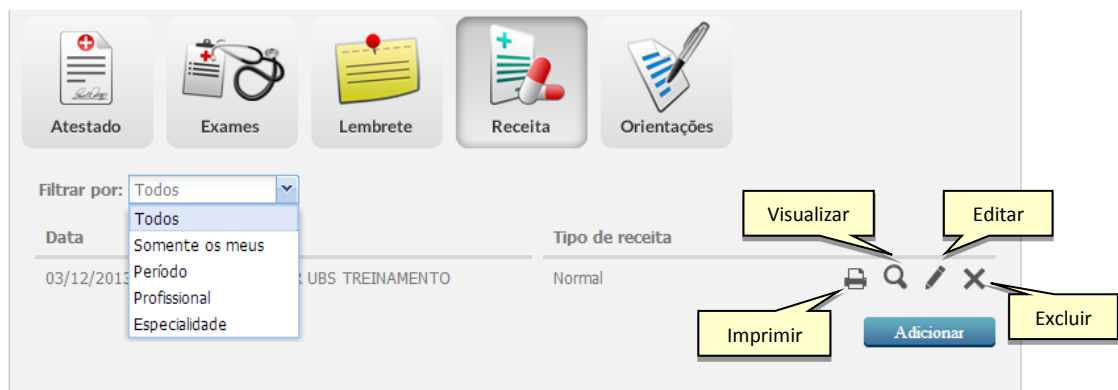 Atestado
Exames
Lembrete
Receita
Orientações
Filtrar por: Todos
Todos
Somente os meus
Período
Profissional
Especialidade
Data
Tipo de receita
03/12/2013
UBS TREINAMENTO
Normal
Visualizar
Editar
Imprimir
Excluir
Adicionar